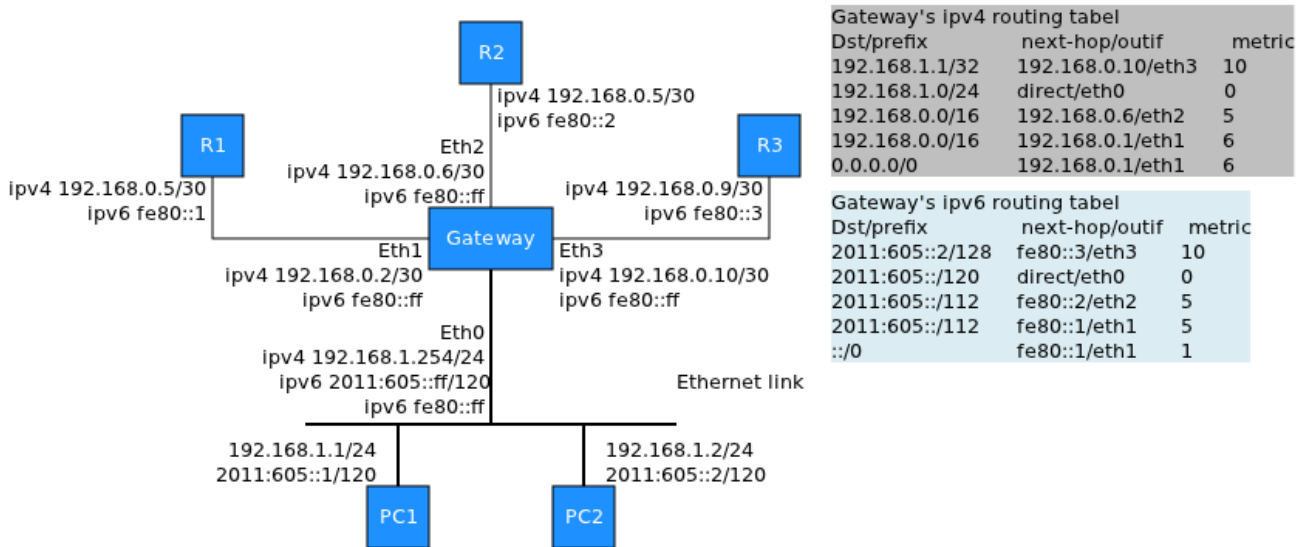 R2
ipv4 192.168.0.5/30
ipv6 fe80::2
R1
ipv4 192.168.0.5/30
ipv6 fe80::1
Eth2
ipv4 192.168.0.6/30
ipv6 fe80::ff
R3
ipv4 192.168.0.9/30
ipv6 fe80::3
Gateway
Eth1
ipv4 192.168.0.2/30
ipv6 fe80::ff
Eth3
ipv4 192.168.0.10/30
ipv6 fe80::ff
Eth0
ipv4 192.168.1.254/24
ipv6 2011:605::ff/120
ipv6 fe80::ff
Ethernet link
192.168.1.1/24
2011:605::1/120
PC1
192.168.1.2/24
2011:605::2/120
PC2
Gateway's ipv4 routing tabel
Dst/prefix next-hop/outif metric
192.168.1.1/32 192.168.0.10/eth3 10
192.168.1.0/24 direct/eth0 0
192.168.0.0/16 192.168.0.6/eth2 5
192.168.0.0/16 192.168.0.1/eth1 6
0.0.0.0/0 192.168.0.1/eth1 6
Gateway's ipv6 routing tabel
Dst/prefix next-hop/outif metric
2011:605::2/128 fe80::3/eth3 10
2011:605::/120 direct/eth0 0
2011:605::/112 fe80::2/eth2 5
2011:605::/112 fe80::1/eth1 5
::/0 fe80::1/eth1 1